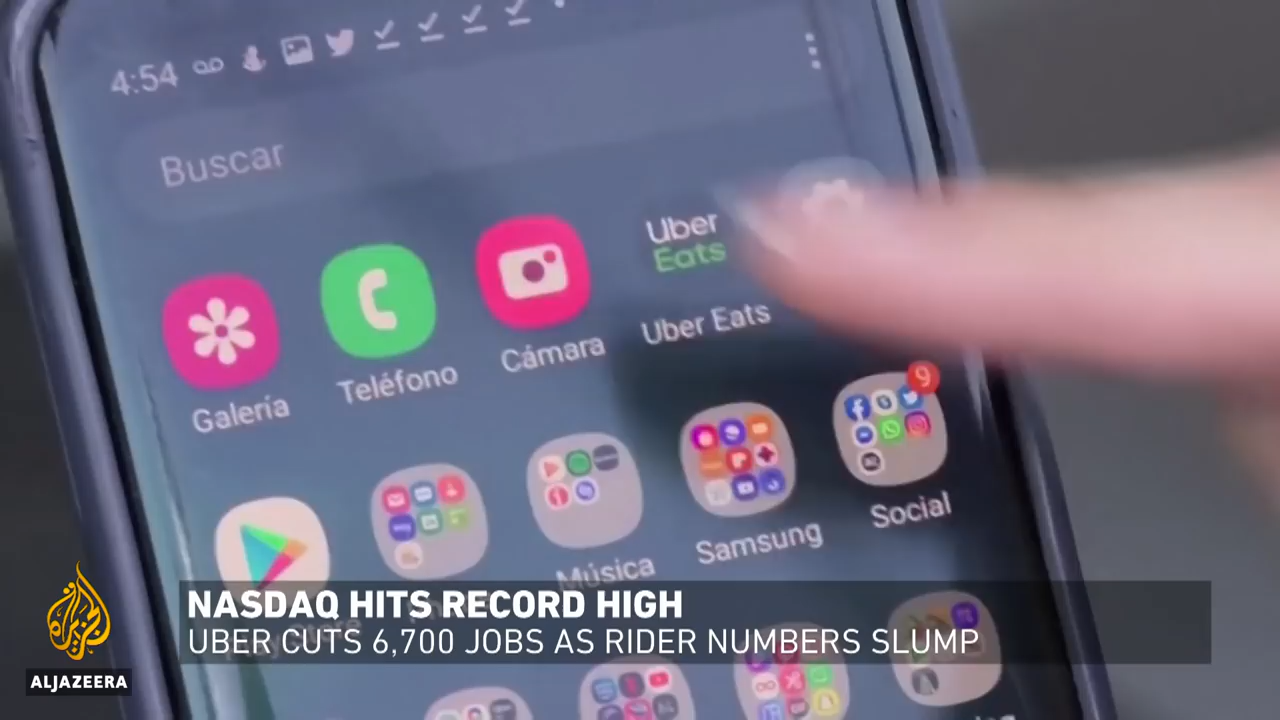 4:54
Buscar
Uber
Eats
Galería
Teléfono
Cámara
Uber Eats
9
Música
Samsung
Social
NASDAQ HITS RECORD HIGH
UBER CUTS 6,700 JOBS AS RIDER NUMBERS SLUMP
الجزيرة
ALJAZEERA